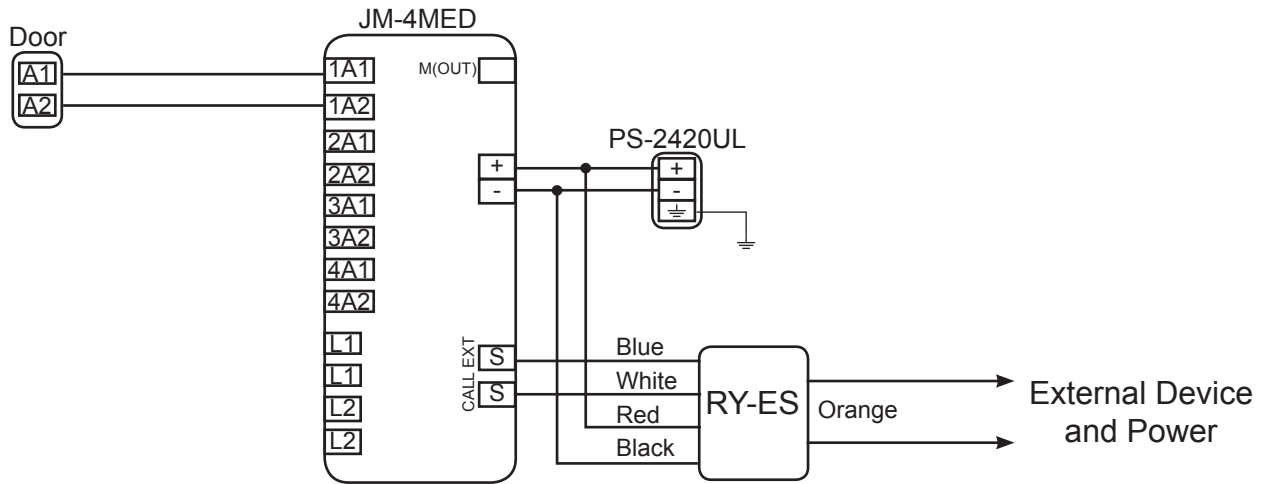 JM-4MED
Door
A1
A2
1A1
1A2
2A1
2A2
3A1
3A2
4A1
4A2
L1
L1
L2
L2
M(OUT)
+
-
CALL EXT
S
S
PS-2420UL
+
-
Blue
White
Red
Black
RY-ES
Orange
External Device
and Power